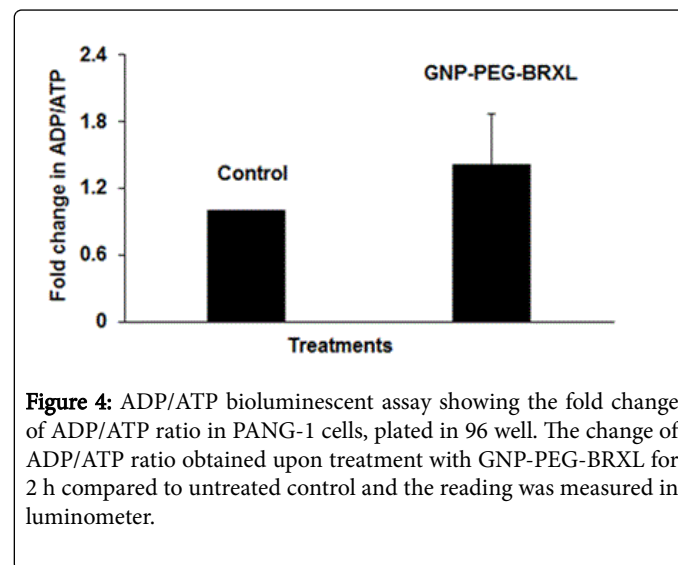 2.4
GNP-PEG-BRXL
1.8
Control
1.2
0.6
0
Fold change in ADP/ATP
Treatments
Figure 4: ADP/ATP bioluminescent assay showing the fold change
of ADP/ATP ratio in PANG-1 cells, plated in 96 well. The change of
ADP/ATP ratio obtained upon treatment with GNP-PEG-BRXL for
2 h compared to untreated control and the reading was measured in
luminometer.